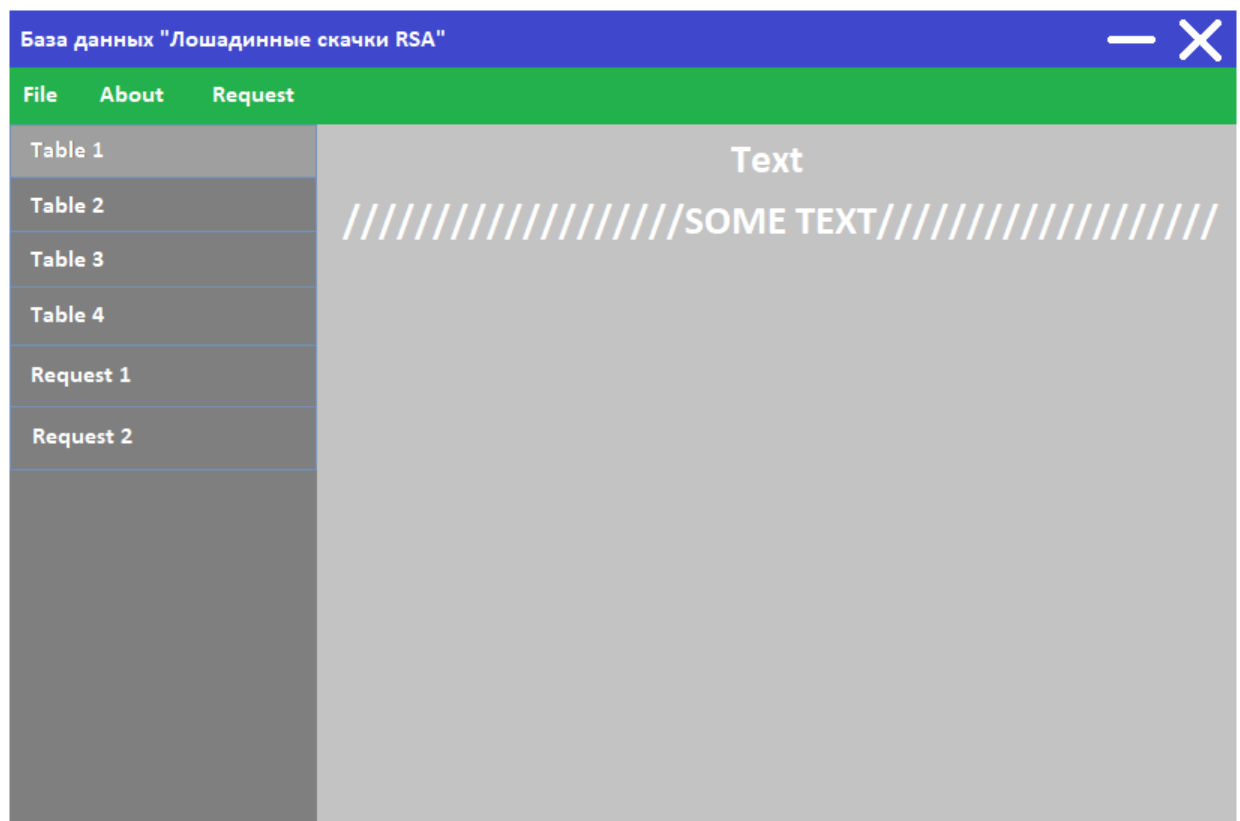 База данных "Лошадинные скачки RSA"
File About Request
Table 1
Table 2
Table 3
Table 4
Request 1
Request 2
Text
///////////////////SOME TEXT///////////////////